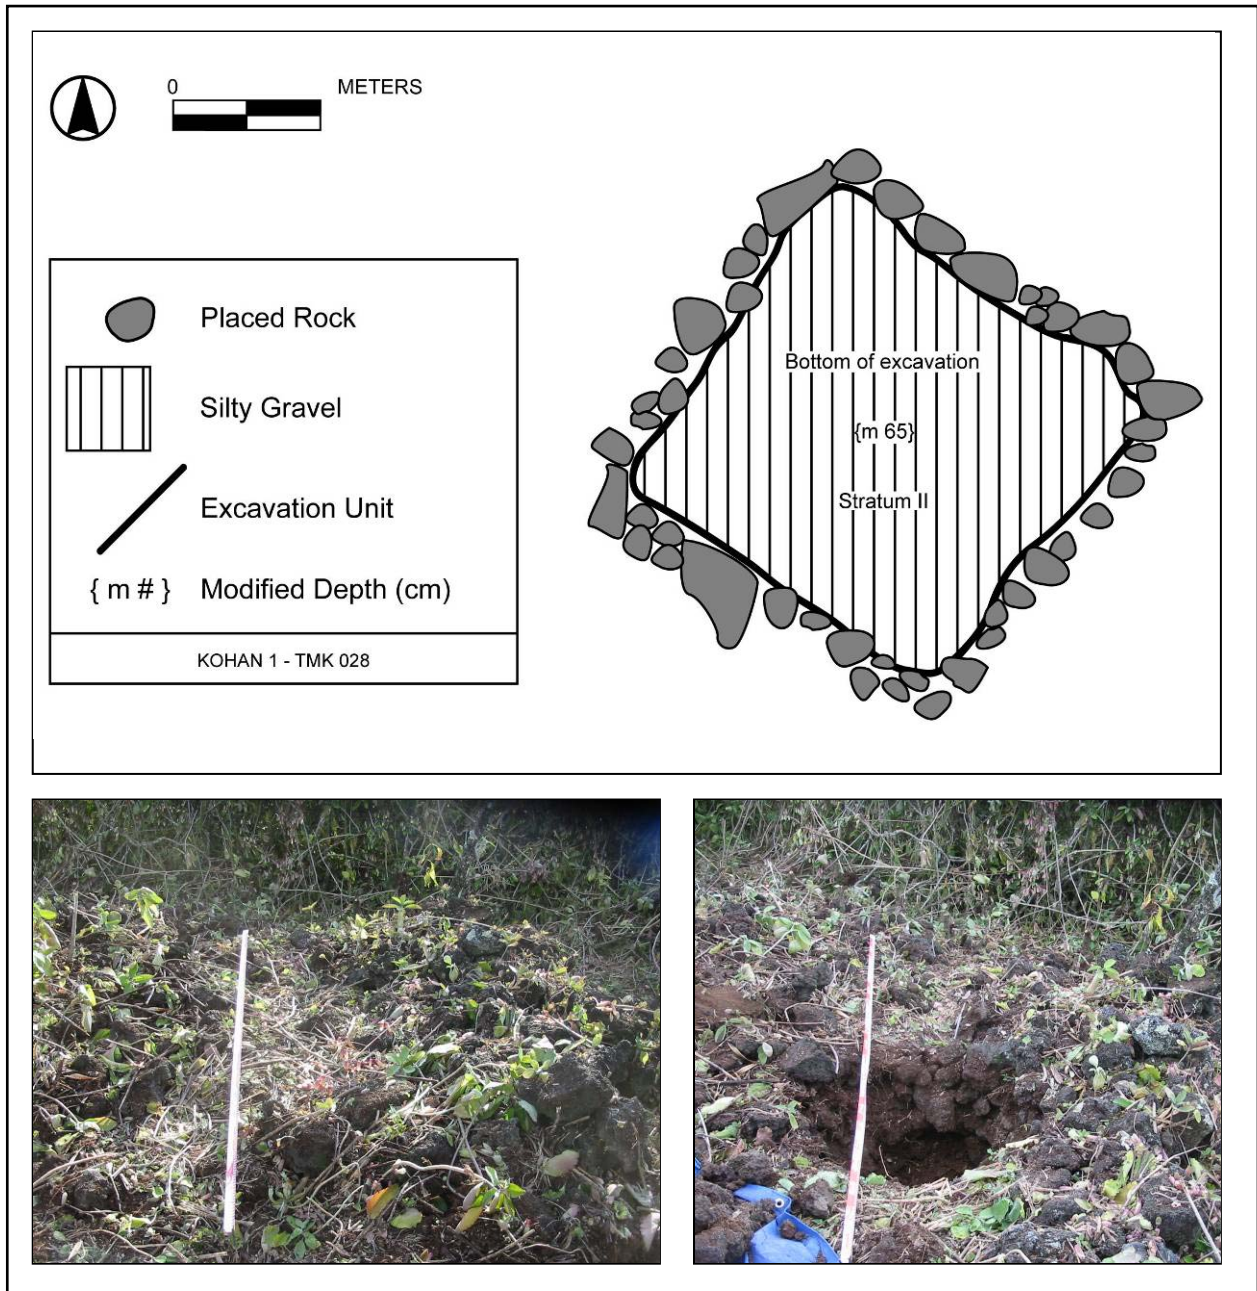 0 METERS
Placed Rock
Silty Gravel
Excavation Unit
{ m # } Modified Depth (cm)
KOHAN 1 - TMK 028
Bottom of excavation
{m 65}
Stratum II